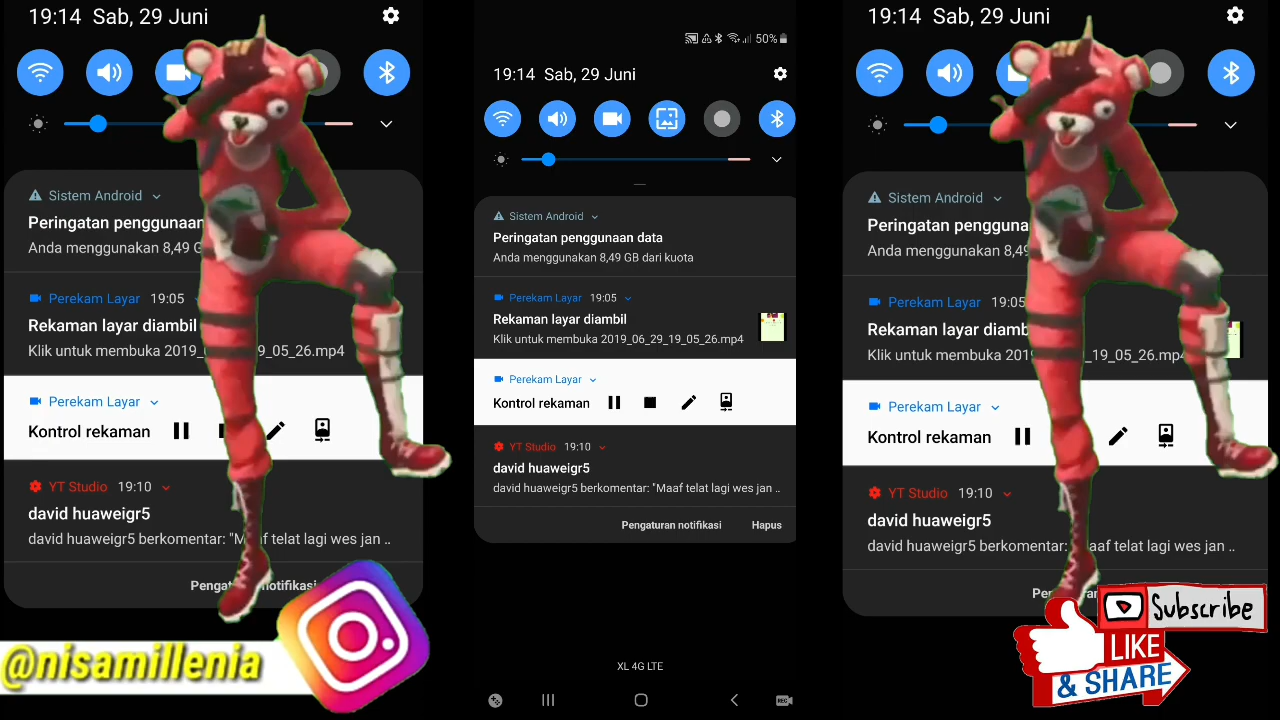 19:14 Sab, 29 Juni
Sistem Android
Peringatan penggunaan
Anda menggunakan 8,49 G
Perekam Layar 19:05
Rekaman layar diambil
Klik untuk membuka 2019_ 9_05_26.mp4
Perekam Layar
Kontrol rekaman
YT Studio 19:10
david huaweigr5
david huaweigr5 berkomentar: "M af telat lagi wes jan ..
Penga notifikasi
@nisamillenia
50%
19:14 Sab, 29 Juni
Sistem Android
Peringatan penggunaan data
Anda menggunakan 8,49 GB dari kuota
Perekam Layar 19:05
Rekaman layar diambil
Klik untuk membuka 2019_06_29_19_05_26.mp4
Perekam Layar
Kontrol rekaman
YT Studio 19:10
david huaweigr5
david huaweigr5 berkomentar: "Maaf telat lagi wes jan ..
Pengaturan notifikasi Hapus
XL 4G LTE
REC
19:14 Sab, 29 Juni
Sistem Android
Peringatan pengguna
Anda menggunakan 8,49
Perekam Layar 19:05
Rekaman layar diamb
Klik untuk membuka 201 _19_05_26.mp4
Perekam Layar
Kontrol rekaman
YT Studio 19:10
david huaweigr5
david huaweigr5 berkomentar: aaf telat lagi wes jan ..
Pe
Subscribe
LIKE
& SHARE